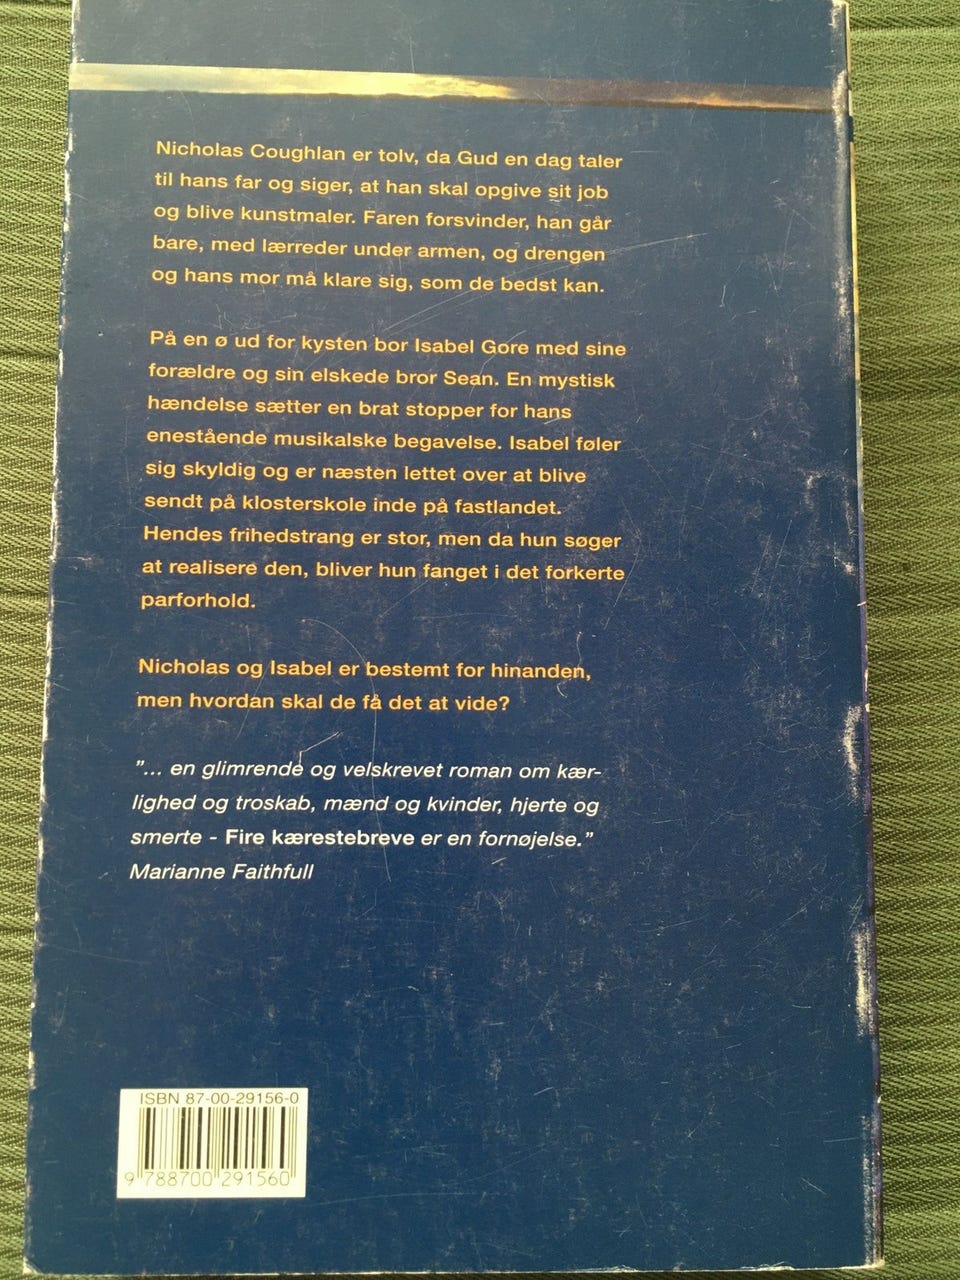 Nicholas Coughlan er tolv, da Gud en dag taler
til hans far og siger, at han skal opgive sit job
og blive kunstmaler. Faren forsvinder, han går
bare, med lærreder under armen, og drengen
og hans mor må klare sig, som de bedst kan.
På en ø ud for kysten bor Isabel Gore med sine
forældre og sin elskede bror Sean. En mystisk
hændelse sætter en brat stopper for hans
enestående musikalske begavelse. Isabel føler
sig skyldig og er næsten lettet over at blive
sendt på klosterskole inde på fastlandet.
Hendes frihedstrang er stor, men da hun søger
at realisere den, bliver hun fanget i det forkerte
parforhold.
Nicholas og Isabel er bestemt for hinanden,
men hvordan skal de få det at vide?
"... en glimrende og velskrevet roman om kær-
lighed og troskab, mænd og kvinder, hjerte og
smerte - Fire kærestebreve er en fornøjelse."
Marianne Faithfull
ISBN 87-00-29156-0
9 788700 291560